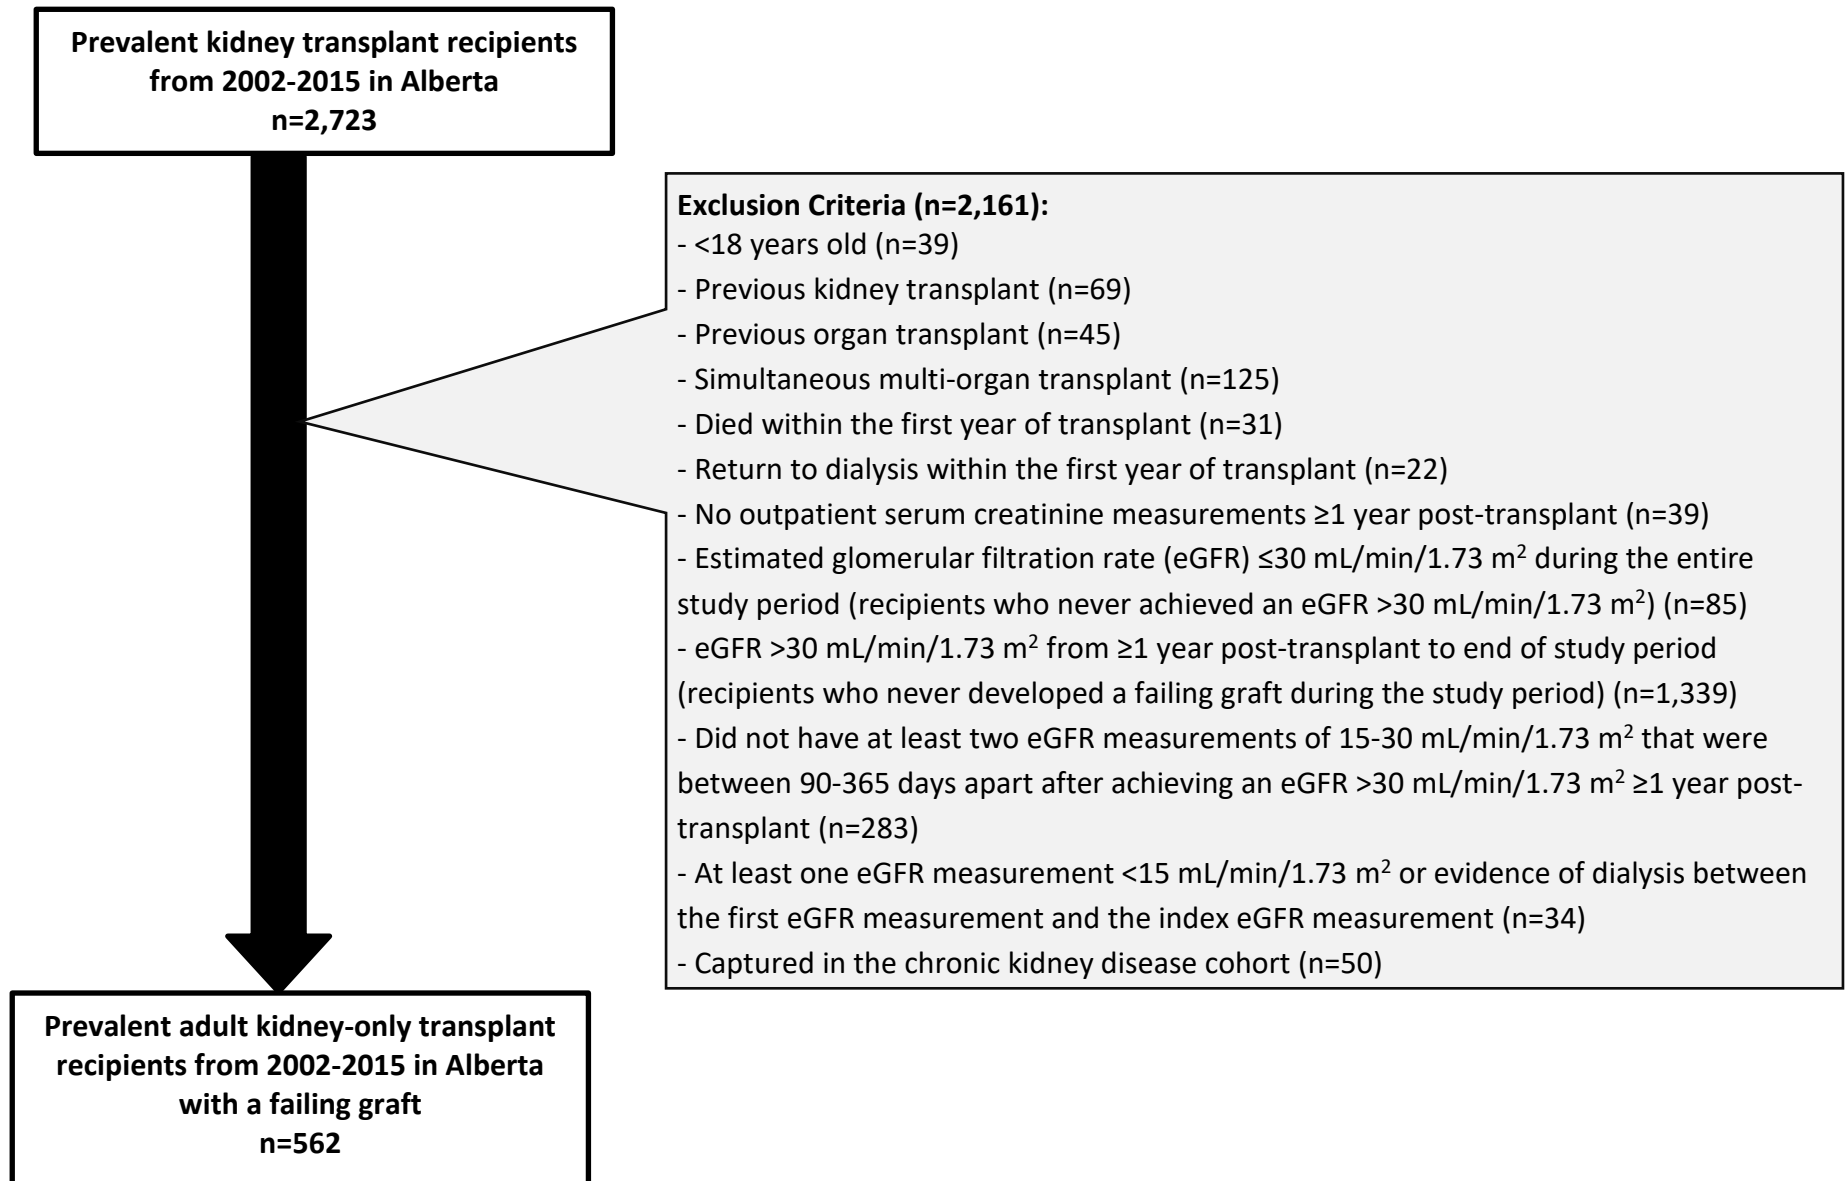 Prevalent kidney transplant recipients
from 2002-2015 in Alberta
n=2,723
Exclusion Criteria (n=2,161):
- <18 years old (n=39)
- Previous kidney transplant (n=69)
- Previous organ transplant (n=45)
- Simultaneous multi-organ transplant (n=125)
- Died within the first year of transplant (n=31)
- Return to dialysis within the first year of transplant (n=22)
- No outpatient serum creatinine measurements ≥1 year post-transplant (n=39)
- Estimated glomerular filtration rate (eGFR) ≤30 mL/min/1.73 m² during the entire
study period (recipients who never achieved an eGFR >30 mL/min/1.73 m²) (n=85)
- eGFR >30 mL/min/1.73 m² from ≥1 year post-transplant to end of study period
(recipients who never developed a failing graft during the study period) (n=1,339)
- Did not have at least two eGFR measurements of 15-30 mL/min/1.73 m² that were
between 90-365 days apart after achieving an eGFR >30 mL/min/1.73 m² ≥1 year post-
transplant (n=283)
- At least one eGFR measurement <15 mL/min/1.73 m² or evidence of dialysis between
the first eGFR measurement and the index eGFR measurement (n=34)
- Captured in the chronic kidney disease cohort (n=50)
Prevalent adult kidney-only transplant
recipients from 2002-2015 in Alberta
with a failing graft
n=562